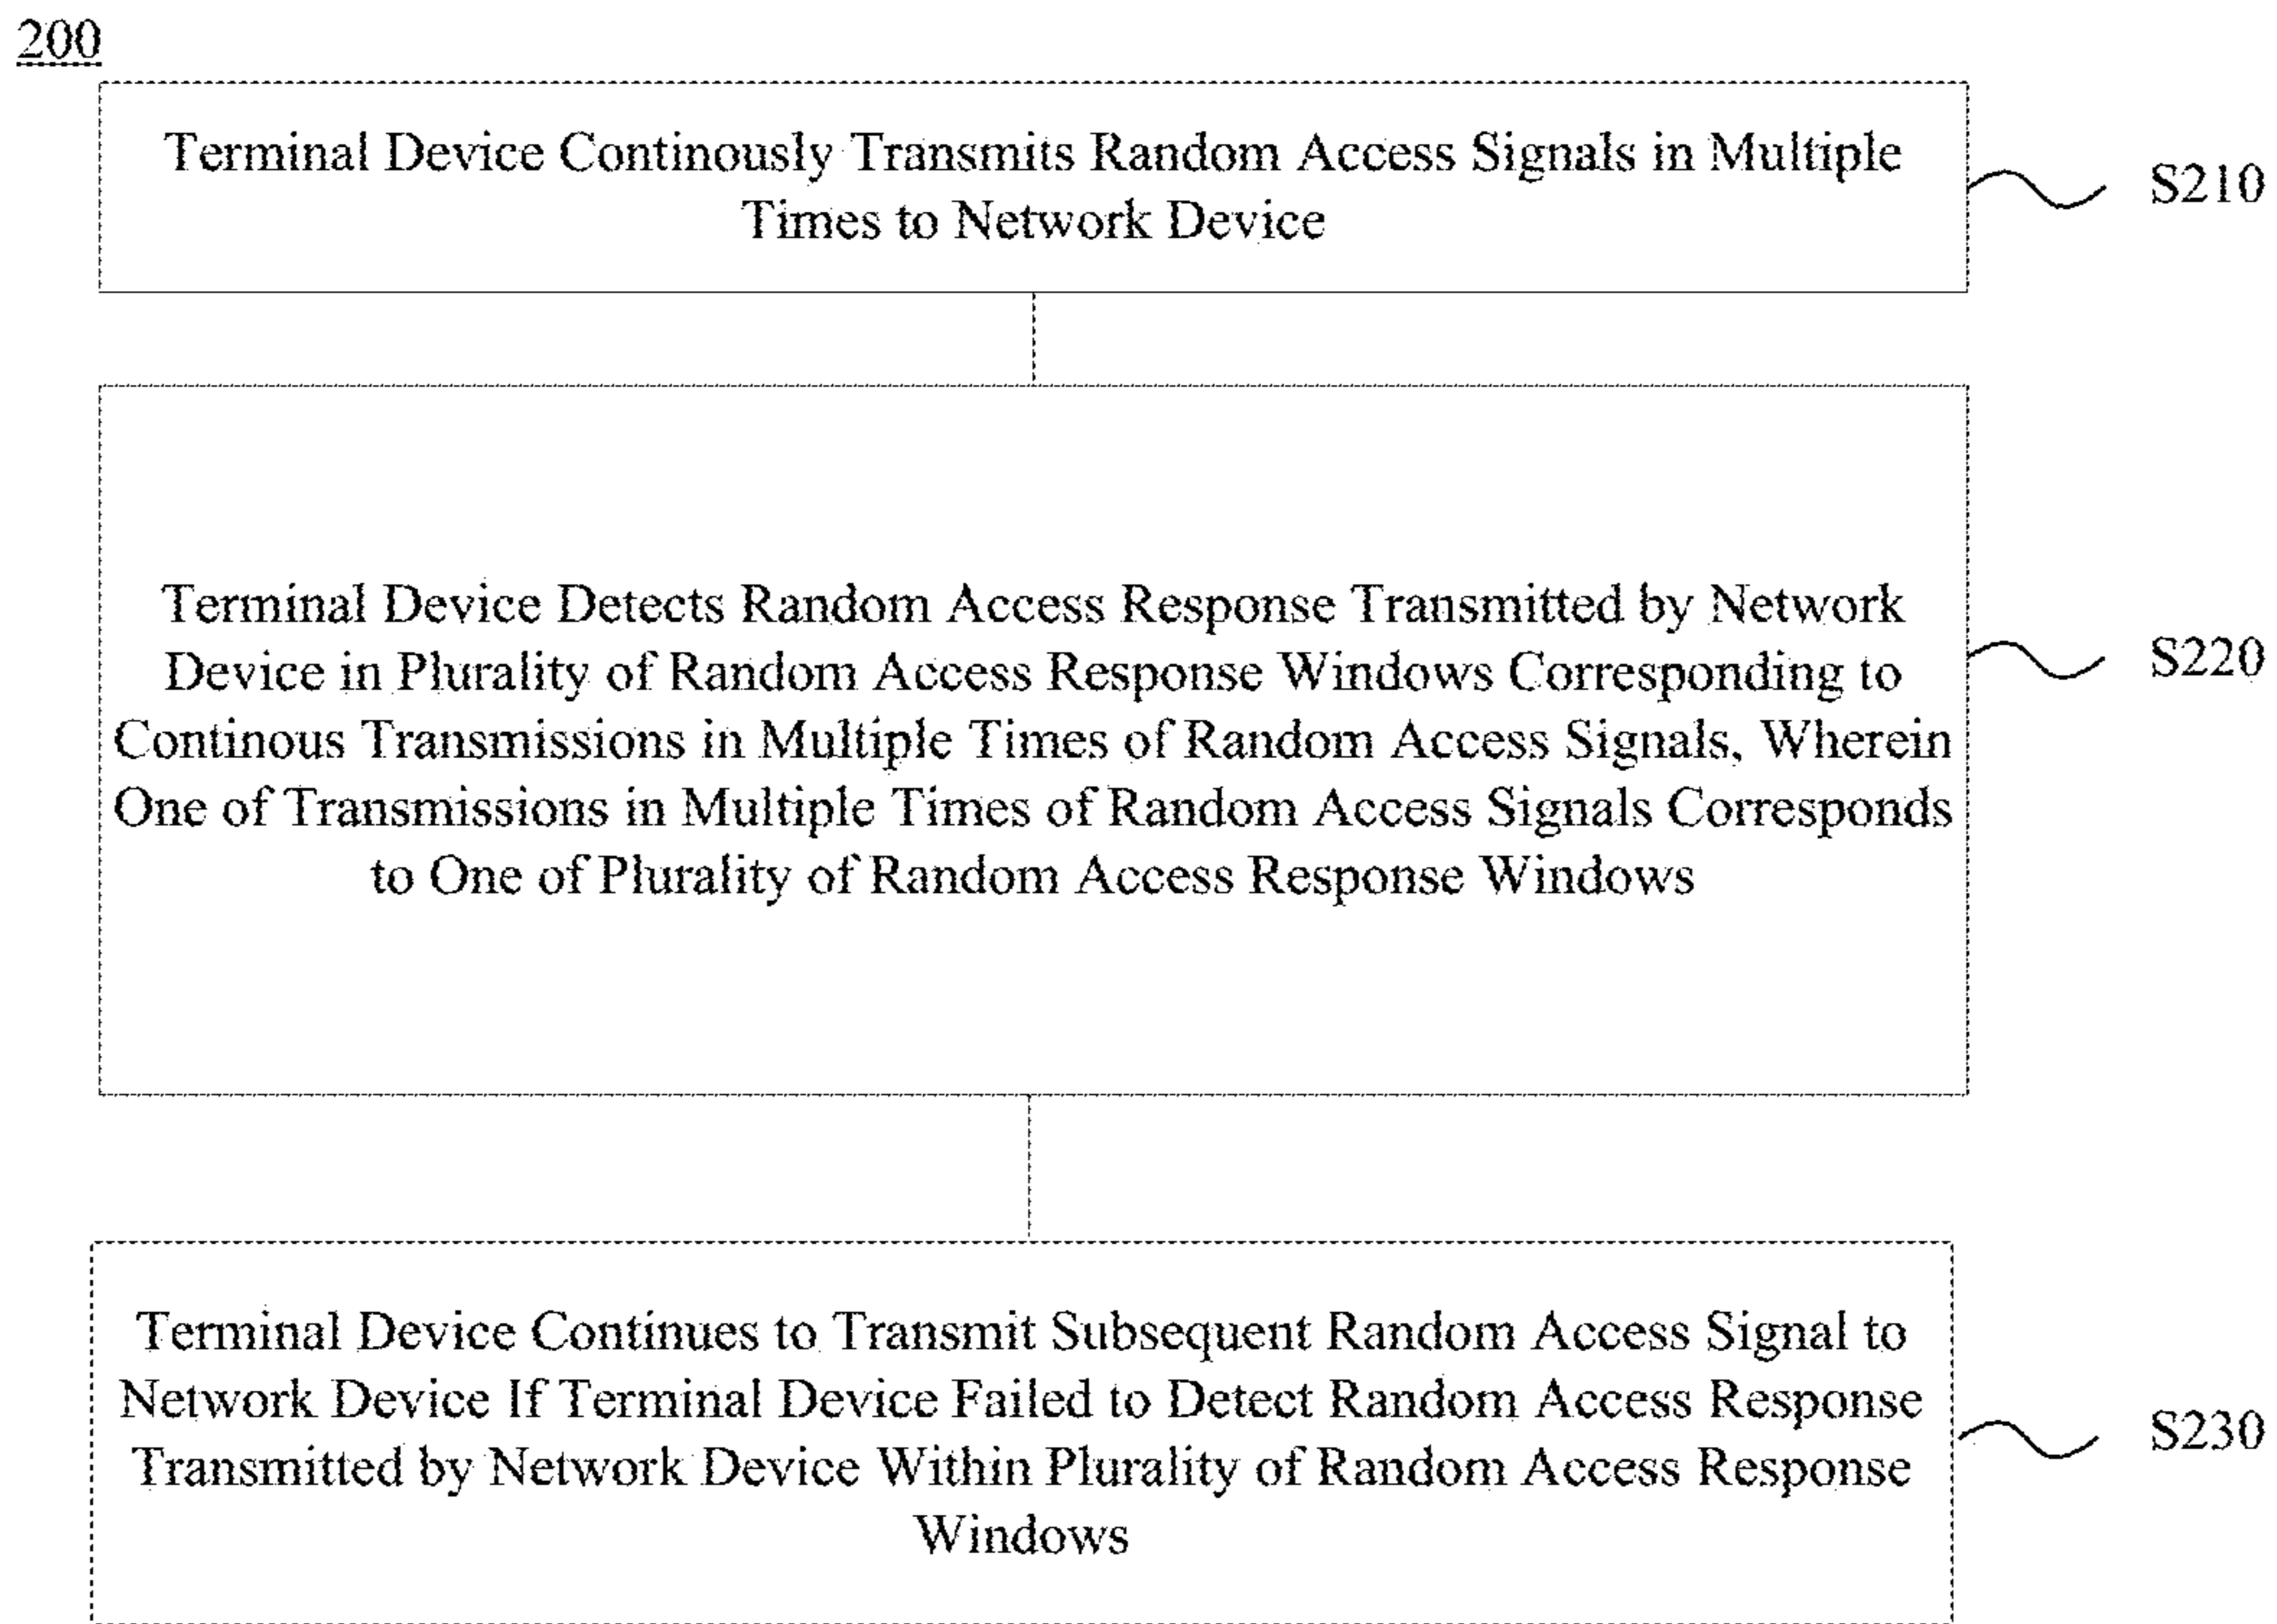 200
Terminal Device Continously Transmits Random Access Signals in Multiple
Times to Network Device
S210
Terminal Device Detects Random Access Response Transmitted by Network
Device in Plurality of Random Access Response Windows Corresponding to
Continous Transmissions in Multiple Times of Random Access Signals, Wherein
One of Transmissions in Multiple Times of Random Access Signals Corresponds
to One of Plurality of Random Access Response Windows
S220
Terminal Device Continues to Transmit Subsequent Random Access Signal to
Network Device If Terminal Device Failed to Detect Random Access Response
Transmitted by Network Device Within Plurality of Random Access Response
Windows
S230